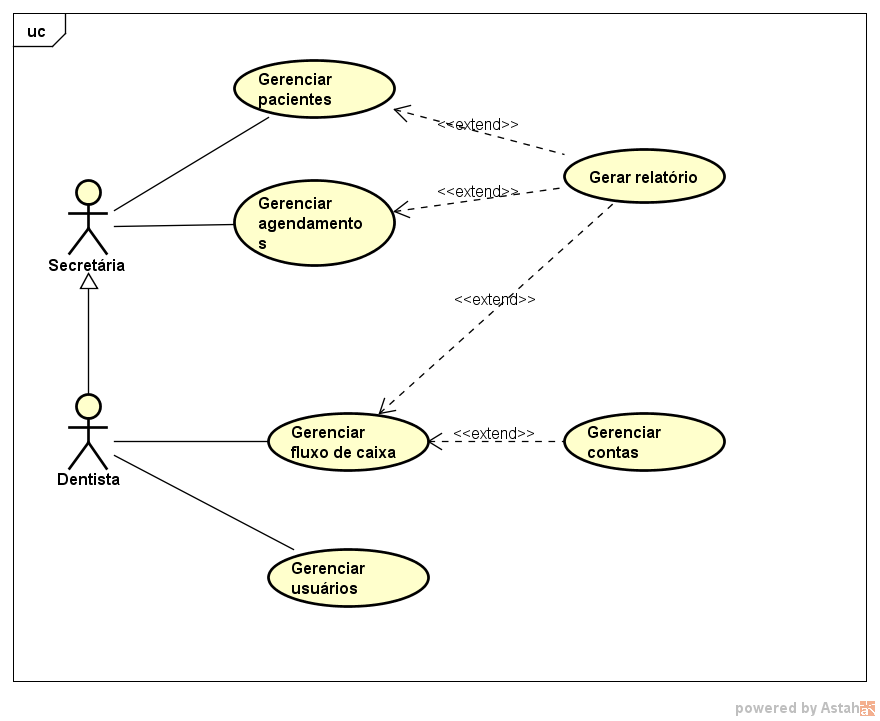 uc
Gerenciar
pacientes
<<extend>>
Gerar relatório
Gerenciar
agendamento
s
<<extend>>
Secretária
<<extend>>
Gerenciar
fluxo de caixa
<<extend>>
Gerenciar
contas
Dentista
Gerenciar
usuários
powered by Astah